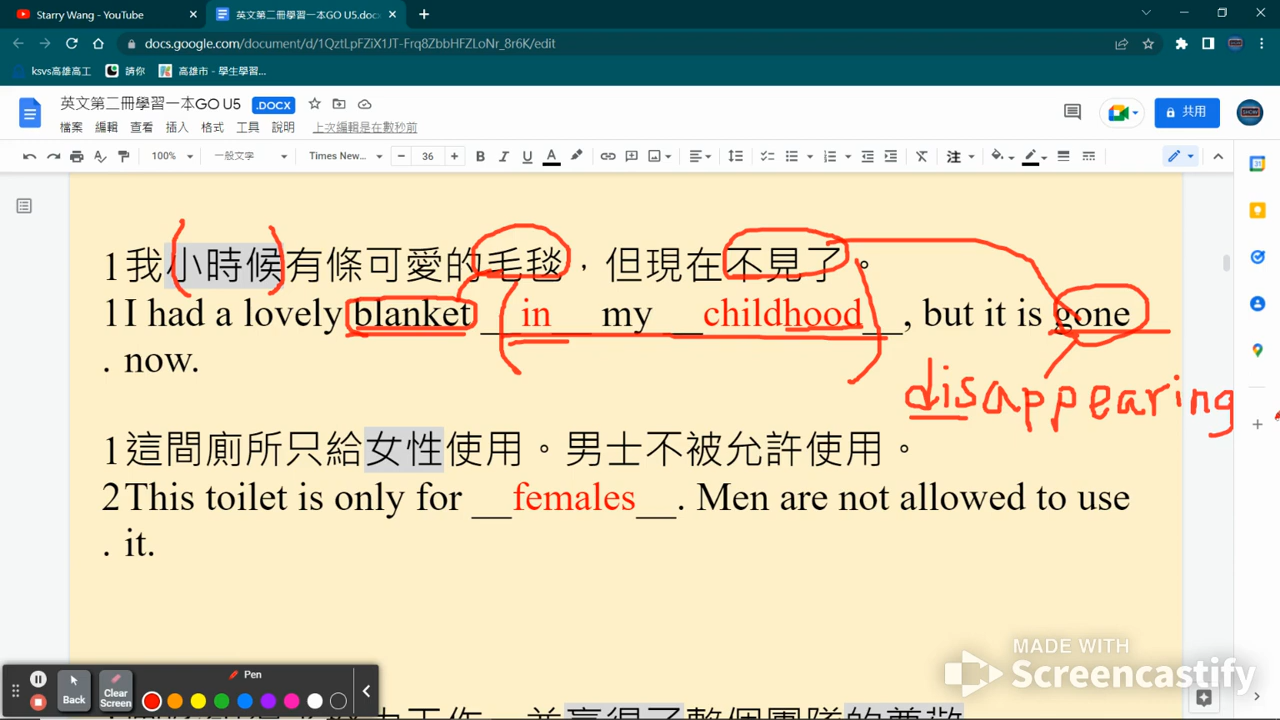 Starry Wang - YouTube
英文第二冊學習一本GO U5.docx
docs.google.com/document/d/1QztLpFZiX1JT-Frq8ZbbHFZLoNr_8r6K/edit
ksvs高雄高工
請你
高雄市 - 學生學習...
英文第二冊學習一本GO U5 .DOCX
共用
檔案 編輯 查看 插入 格式 工具 說明 上次編輯是在數秒前
100% 一般文字 Times New... 36 B I U A 注
1我小時候有條可愛的毛毯，但現在不見了。
1I had a lovely blanket __in___ my __childhood__, but it is gone
. now.
disappearing
1這間廁所只給女性使用。男士不被允許使用。
2This toilet is only for __females__. Men are not allowed to use
. it.
MADE WITH
Screencastify
Pen
Back
Clear Screen